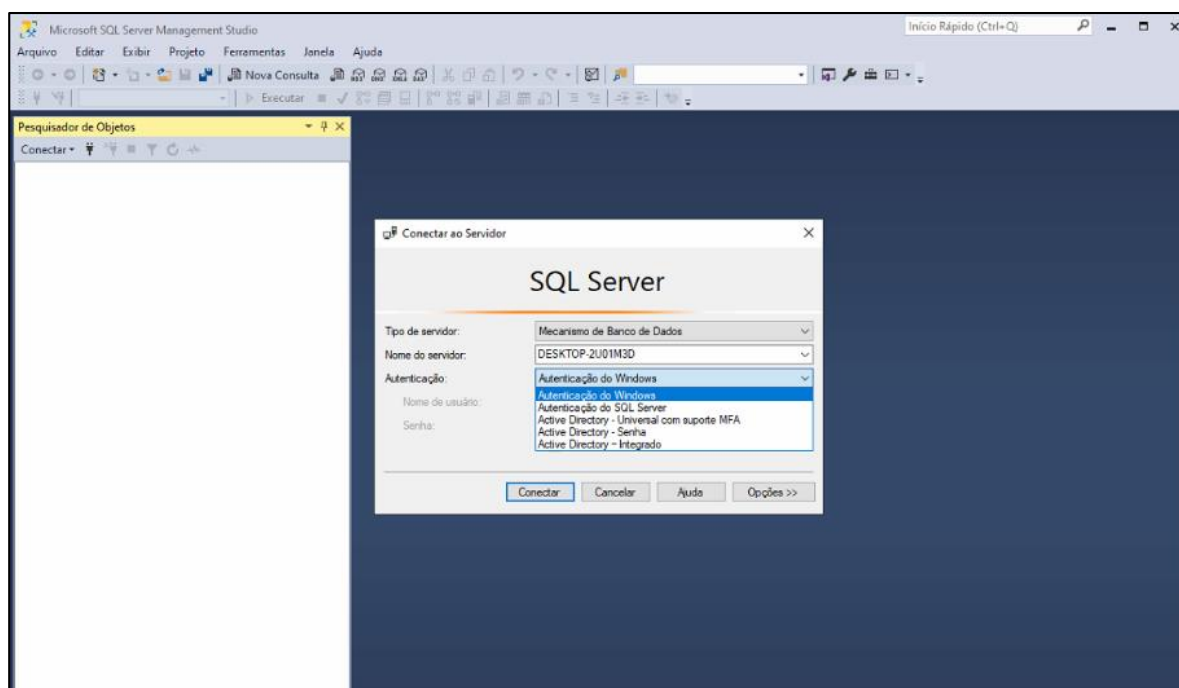 Microsoft SQL Server Management Studio
Início Rápido (Ctrl+Q)
Arquivo Editar Exibir Projeto Ferramentas Janela Ajuda
Nova Consulta
Executar
Pesquisador de Objetos
Conectar
Conectar ao Servidor
SQL Server
Tipo de servidor: Mecanismo de Banco de Dados
Nome do servidor: DESKTOP-2U01M3D
Autenticação: Autenticação do Windows
Autenticação do Windows
Nome de usuário: Autenticação do SQL Server
Active Directory - Universal com suporte MFA
Senha: Active Directory - Senha
Active Directory - Integrado
Conectar Cancelar Ajuda Opções >>